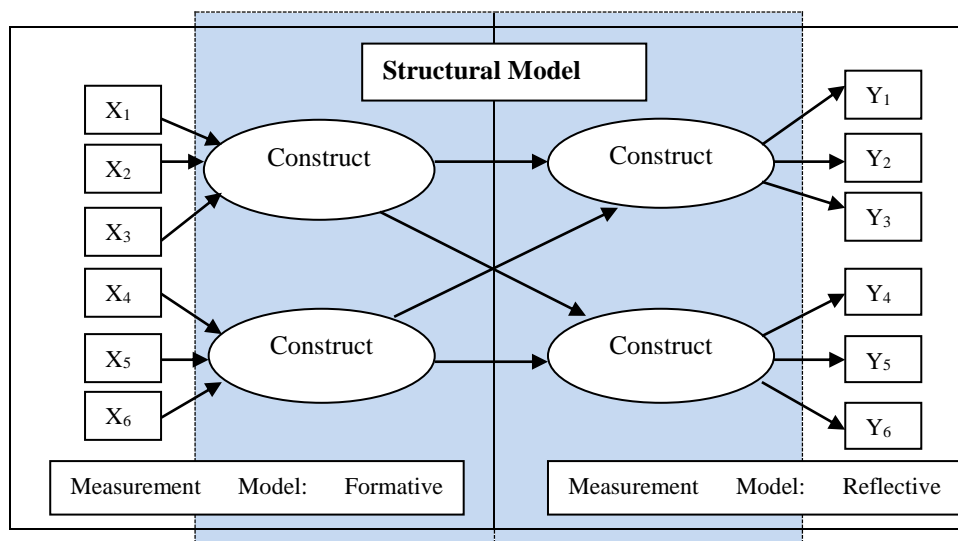 Structural Model
X₁
X₂
X₃
X₄
X₅
X₆
Construct
Construct
Construct
Construct
Y₁
Y₂
Y₃
Y₄
Y₅
Y₆
Measurement Model: Formative
Measurement Model: Reflective